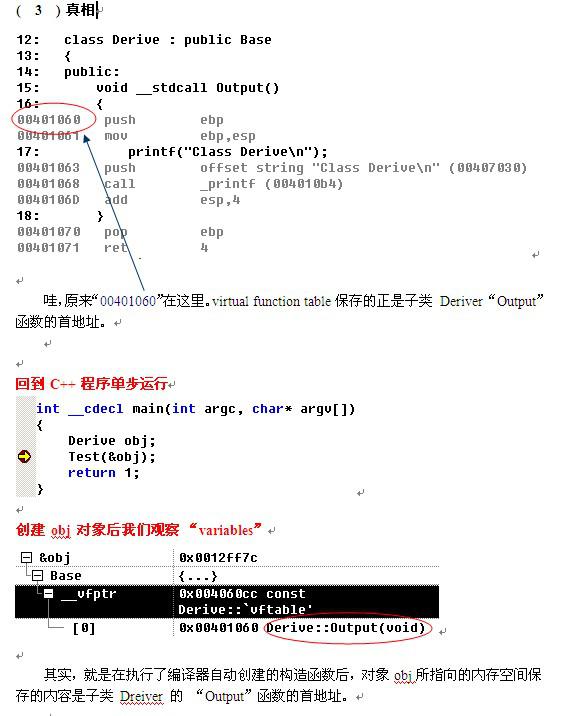 ( 3 ) 真相
12: class Derive : public Base
13: {
14: public:
15: void __stdcall Output()
16: {
00401060 push ebp
00401061 mov ebp,esp
17: printf("Class Derive\n");
00401063 push offset string "Class Derive\n" (00407030)
00401068 call _printf (004010b4)
0040106D add esp,4
18: }
00401070 pop ebp
00401071 ret 4
哇,原来“00401060”在这里。virtual function table 保存的正是子类 Deriver“Output”
函数的首地址。
回到 C++ 程序单步运行
int __cdecl main(int argc, char* argv[])
{
Derive obj;
Test(&obj);
return 1;
}
创建 obj 对象后我们观察 “variables”
&obj 0x0012ff7c
Base {...}
__vfptr 0x004060cc const
Derive::`vftable'
[0] 0x00401060 Derive::Output(void)
其实，就是在执行了编译器自动创建的构造函数后，对象 obj 所指向的内存空间保
存的内容是子类 Dreiver 的 “Output”函数的首地址。